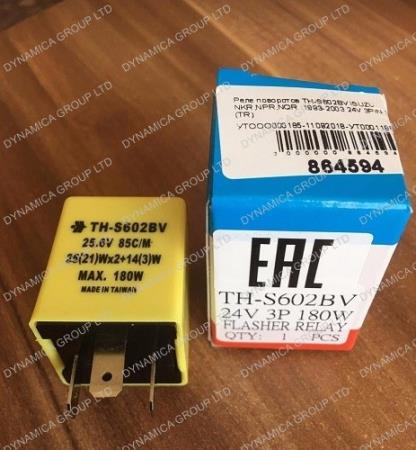 Реле поворотов TH-S602BV ISUZU
NKR,NPR,NQR 1993-2003 24V 3PIN
(TR)
864594
EAC
TH-S602BV
24V 3P 180W
FLASHER RELAY
QTY: 1 PCS
TH-S602BV
25.6V 85C/M
25(21)Wx2+14(3)W
MAX. 180W
MADE IN TAIWAN
DYNAMICA GROUP LTD